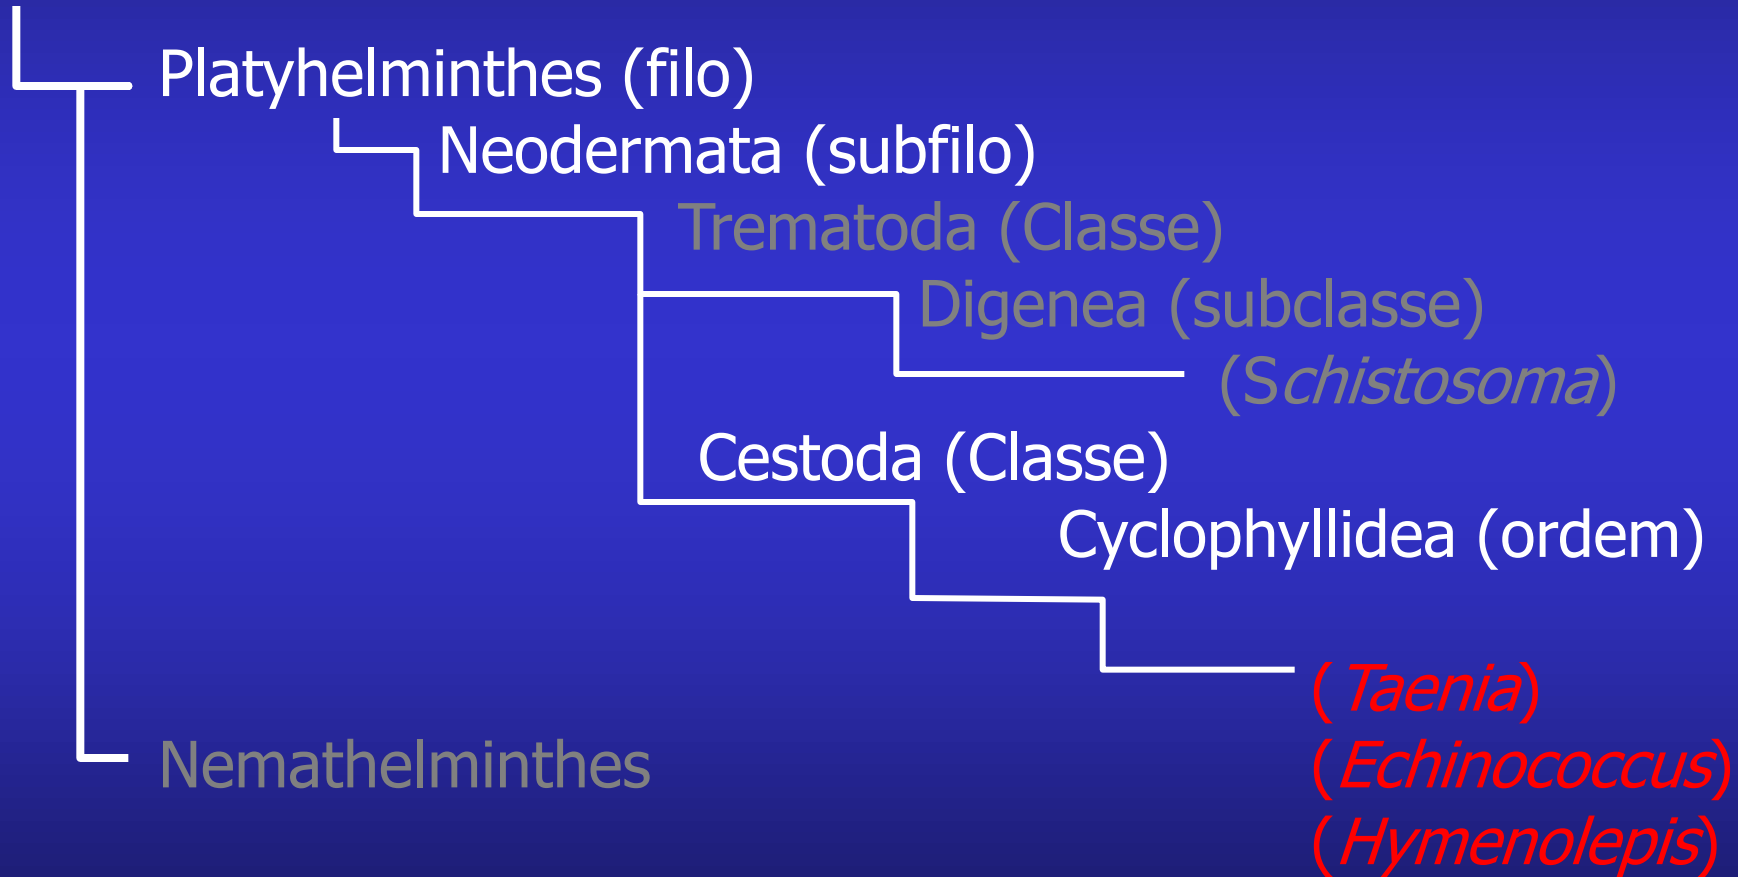 Platyhelminthes (filo)
Neodermata (subfilo)
Trematoda (Classe)
Digenea (subclasse)
(Schistosoma)
Cestoda (Classe)
Cyclophyllidea (ordem)
(Taenia)
Nemathelminthes
(Echinococcus)
(Hymenolepis)